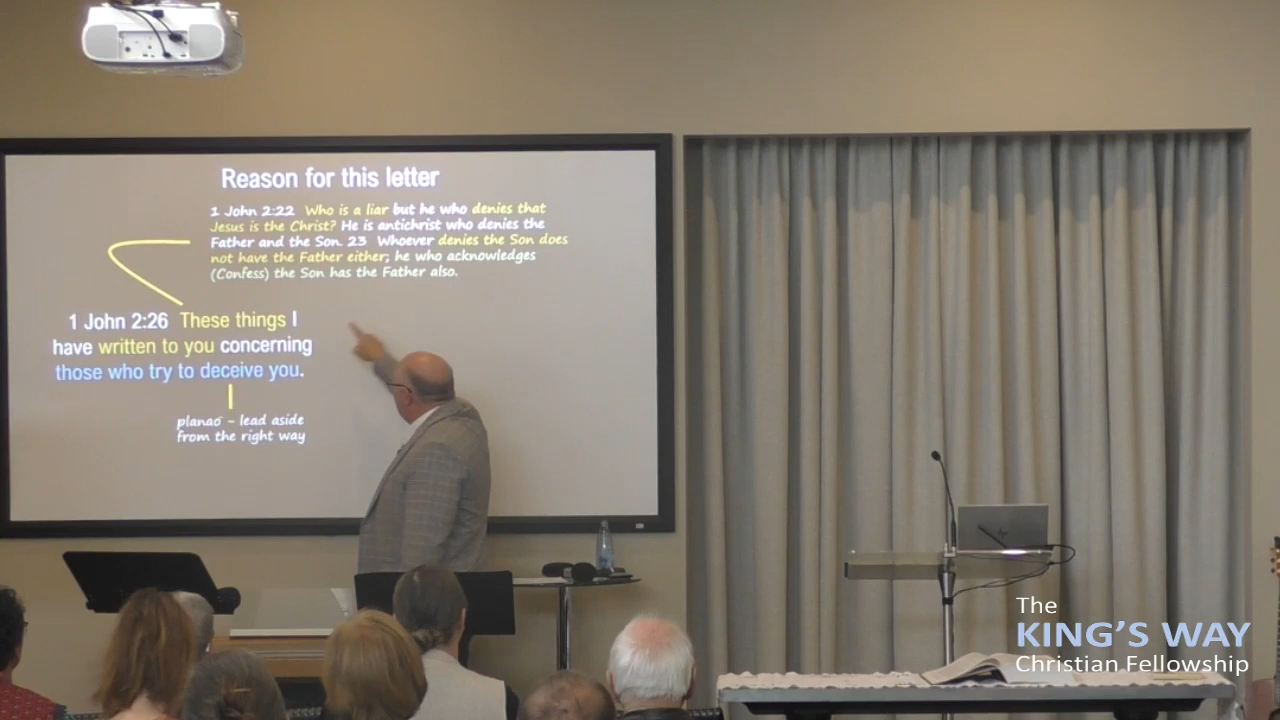 Reason for this letter
1 John 2:22 Who is a liar but he who denies that
Jesus is the Christ? He is antichrist who denies the
Father and the Son. 23 Whoever denies the Son does
not have the Father either; he who acknowledges
(Confess) the Son has the Father also.
1 John 2:26 These things I
have written to you concerning
those who try to deceive you.
planaō - lead aside
from the right way
The
KING'S WAY
Christian Fellowship